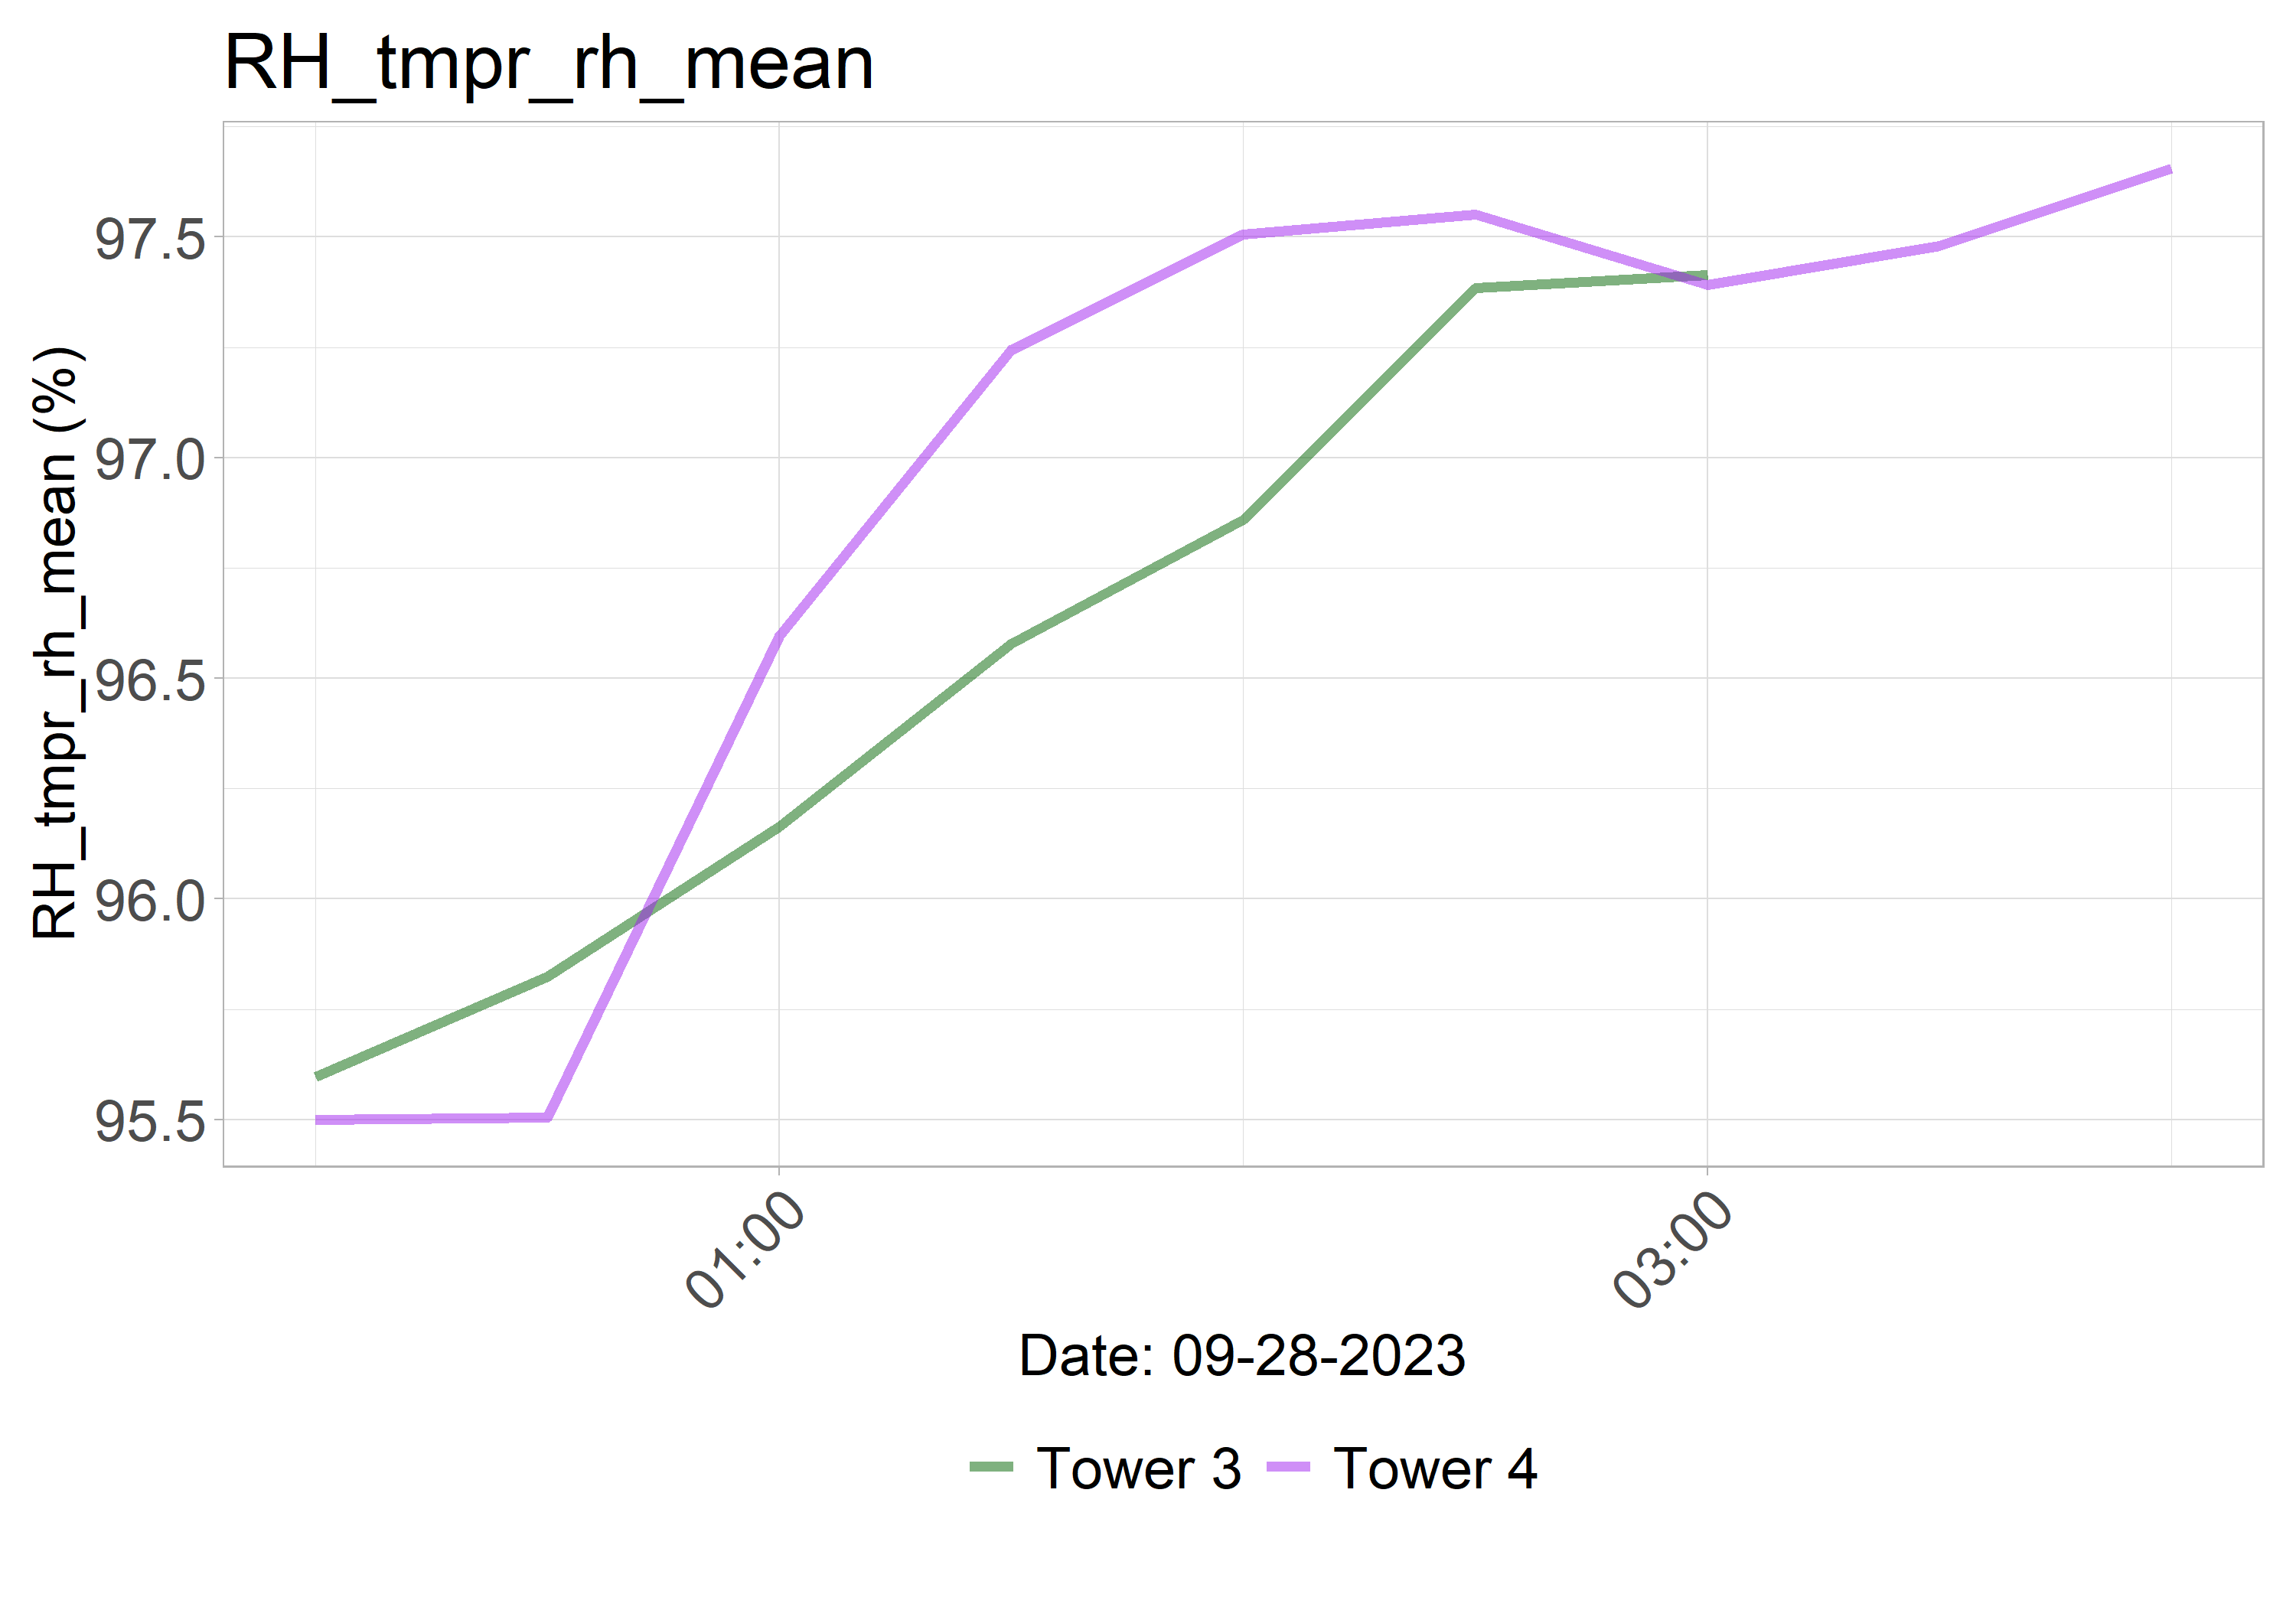 RH_tmpr_rh_mean
RH_tmpr_rh_mean (%)
97.5
97.0
96.5
96.0
95.5
01:00
03:00
Date: 09-28-2023
Tower 3
Tower 4